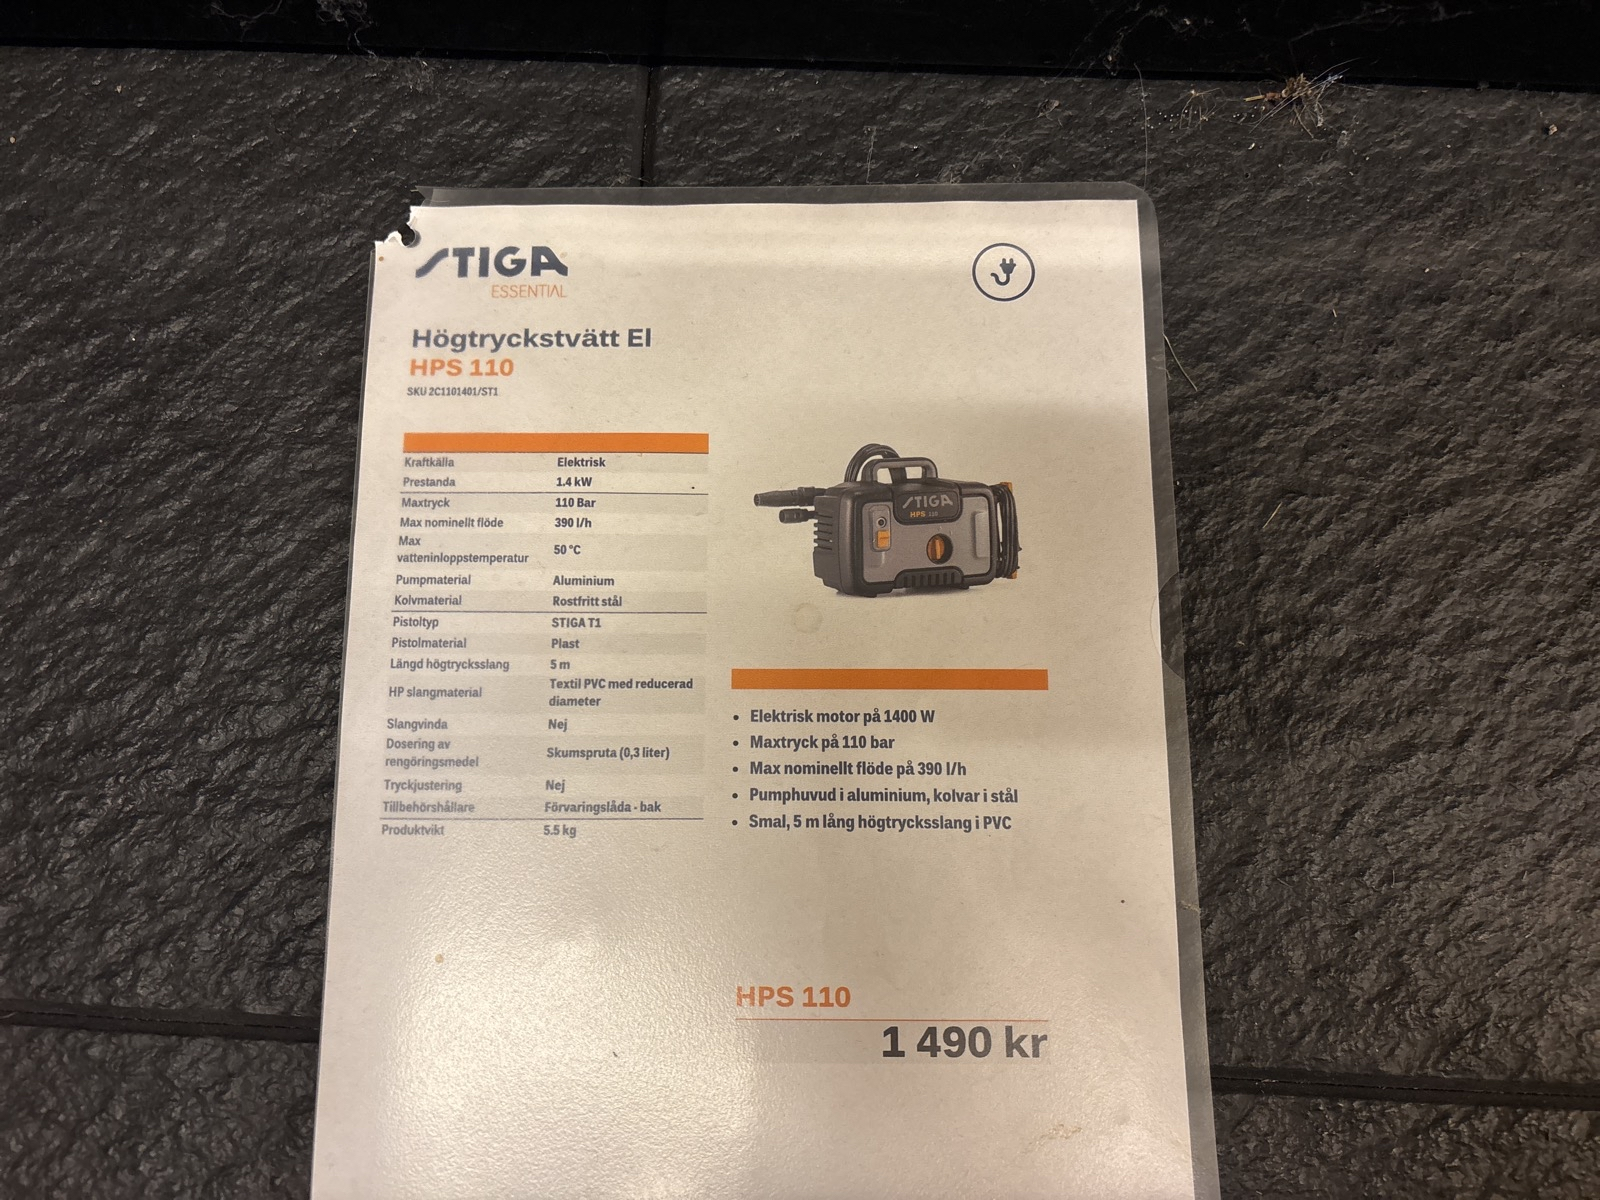 STIGA
ESSENTIAL
Högtryckstvätt El
HPS 110
SKU 2C1101401/ST1
Kraftkälla Elektrisk
Prestanda 1.4 kW
Maxtryck 110 Bar
Max nominellt flöde 390 l/h
Max
vatteninloppstemperatur 50 °C
Pumpmaterial Aluminium
Kolvmaterial Rostfritt stål
Pistoltyp STIGA T1
Pistolmaterial Plast
Längd högtrycksslang 5 m
HP slangmaterial Textil PVC med reducerad
diameter
Slangvinda Nej
Dosering av
rengöringsmedel Skumspruta (0,3 liter)
Tryckjustering Nej
Tillbehörshållare Förvaringslåda - bak
Produktvikt 5.5 kg
STIGA
HPS 110
• Elektrisk motor på 1400 W
• Maxtryck på 110 bar
• Max nominellt flöde på 390 l/h
• Pumphuvud i aluminium, kolvar i stål
• Smal, 5 m lång högtrycksslang i PVC
HPS 110
1 490 kr